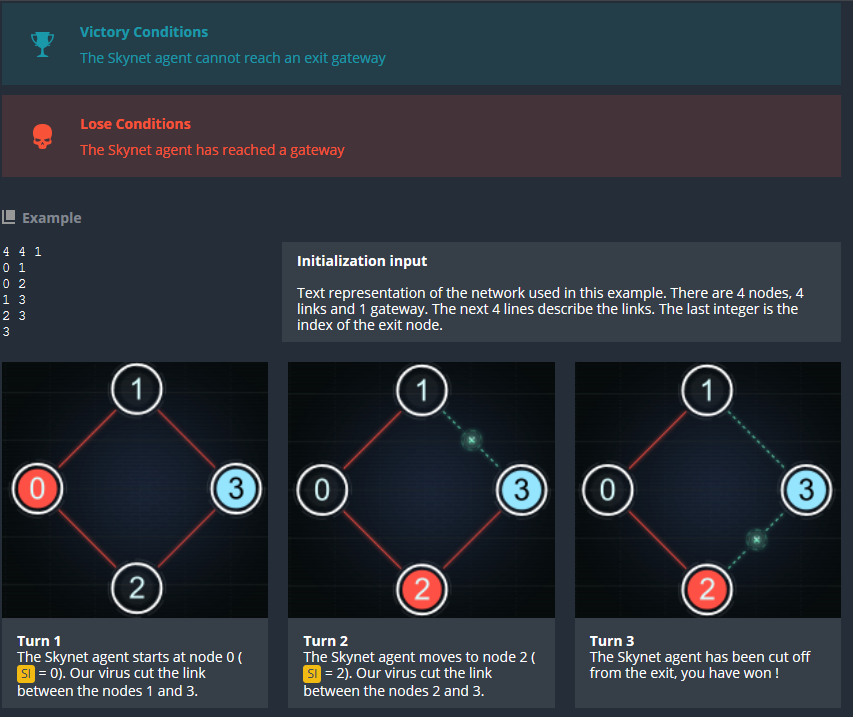 Victory Conditions
The Skynet agent cannot reach an exit gateway
Lose Conditions
The Skynet agent has reached a gateway
Example
4 4 1
0 1
0 2
1 3
2 3
3
Initialization input
Text representation of the network used in this example. There are 4 nodes, 4
links and 1 gateway. The next 4 lines describe the links. The last integer is the
index of the exit node.
1
0
3
2
1
0
3
2
1
0
3
2
Turn 1
The Skynet agent starts at node 0 (
SI = 0). Our virus cut the link
between the nodes 1 and 3.
Turn 2
The Skynet agent moves to node 2 (
SI = 2). Our virus cut the link
between the nodes 2 and 3.
Turn 3
The Skynet agent has been cut off
from the exit, you have won !